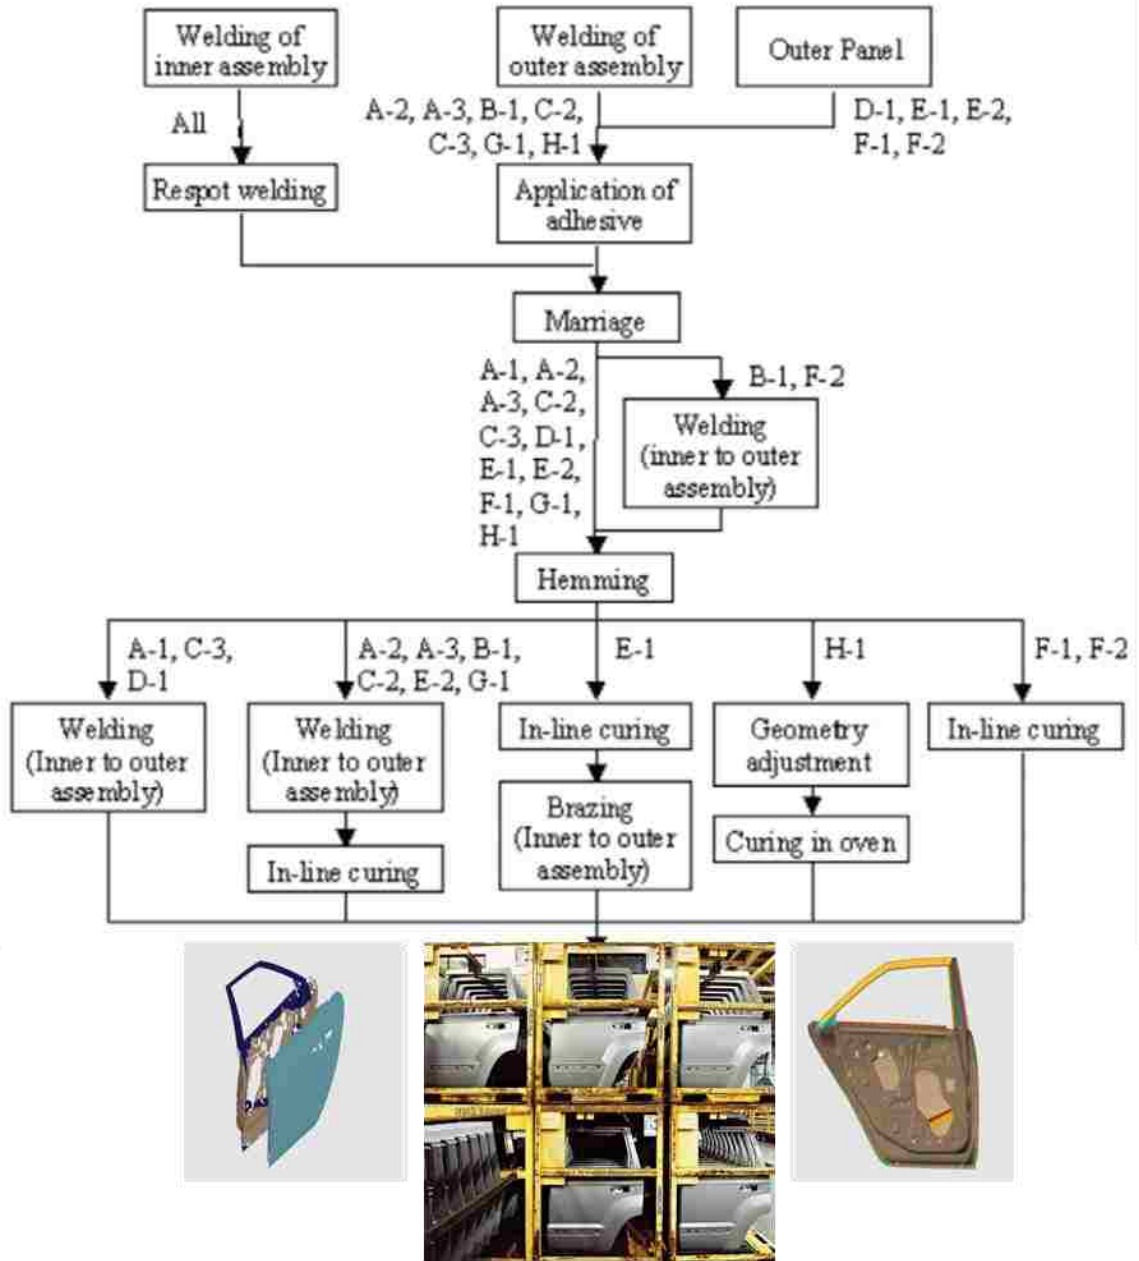 Welding of
inner assembly
Welding of
outer assembly
Outer Panel
All
A-2, A-3, B-1, C-2,
C-3, G-1, H-1
D-1, E-1, E-2,
F-1, F-2
Respot welding
Application of
adhesive
Marriage
A-1, A-2,
A-3, C-2,
C-3, D-1,
E-1, E-2,
F-1, G-1,
H-1
B-1, F-2
Welding
(inner to outer
assembly)
Hemming
A-1, C-3,
D-1
A-2, A-3, B-1,
C-2, E-2, G-1
E-1
H-1
F-1, F-2
Welding
(Inner to outer
assembly)
Welding
(Inner to outer
assembly)
In-line curing
In-line curing
Brazing
(Inner to outer
assembly)
Geometry
adjustment
Curing in oven
In-line curing